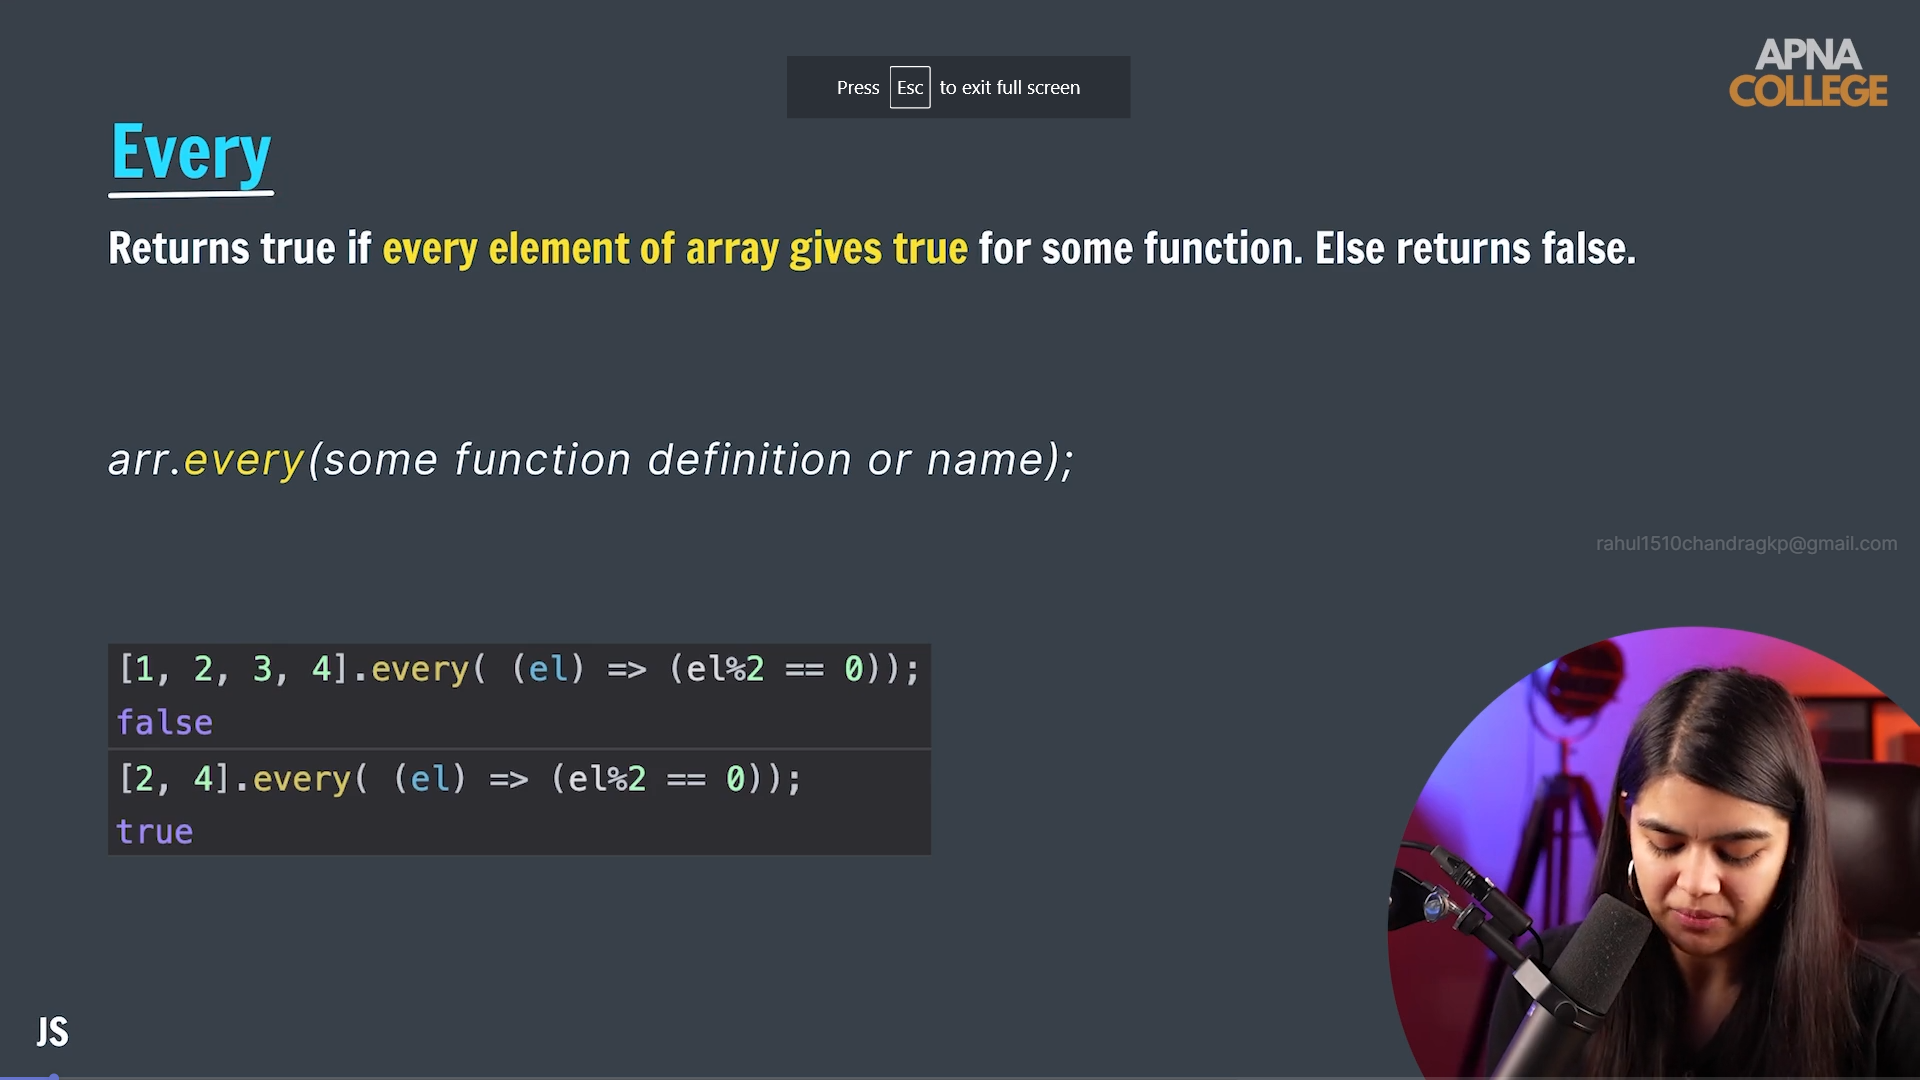 APNA
COLLEGE
Press Esc to exit full screen
Every
Returns true if every element of array gives true for some function. Else returns false.
arr.every(some function definition or name);
rahul1510chandragkp@gmail.com
[1, 2, 3, 4].every( (el) => (el%2 == 0));
false
[2, 4].every( (el) => (el%2 == 0));
true
JS